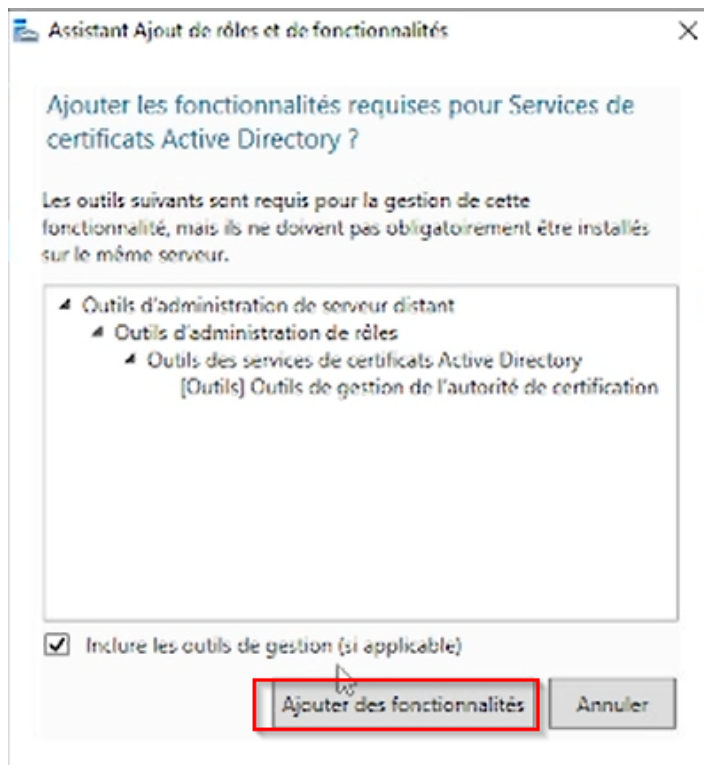 Assistant Ajout de rôles et de fonctionnalités
Ajouter les fonctionnalités requises pour Services de
certificats Active Directory ?
Les outils suivants sont requis pour la gestion de cette
fonctionnalité, mais ils ne doivent pas obligatoirement être installés
sur le même serveur.
Outils d'administration de serveur distant
Outils d'administration de rôles
Outils des services de certificats Active Directory
[Outils] Outils de gestion de l'autorité de certification
Inclure les outils de gestion (si applicable)
Ajouter des fonctionnalités Annuler